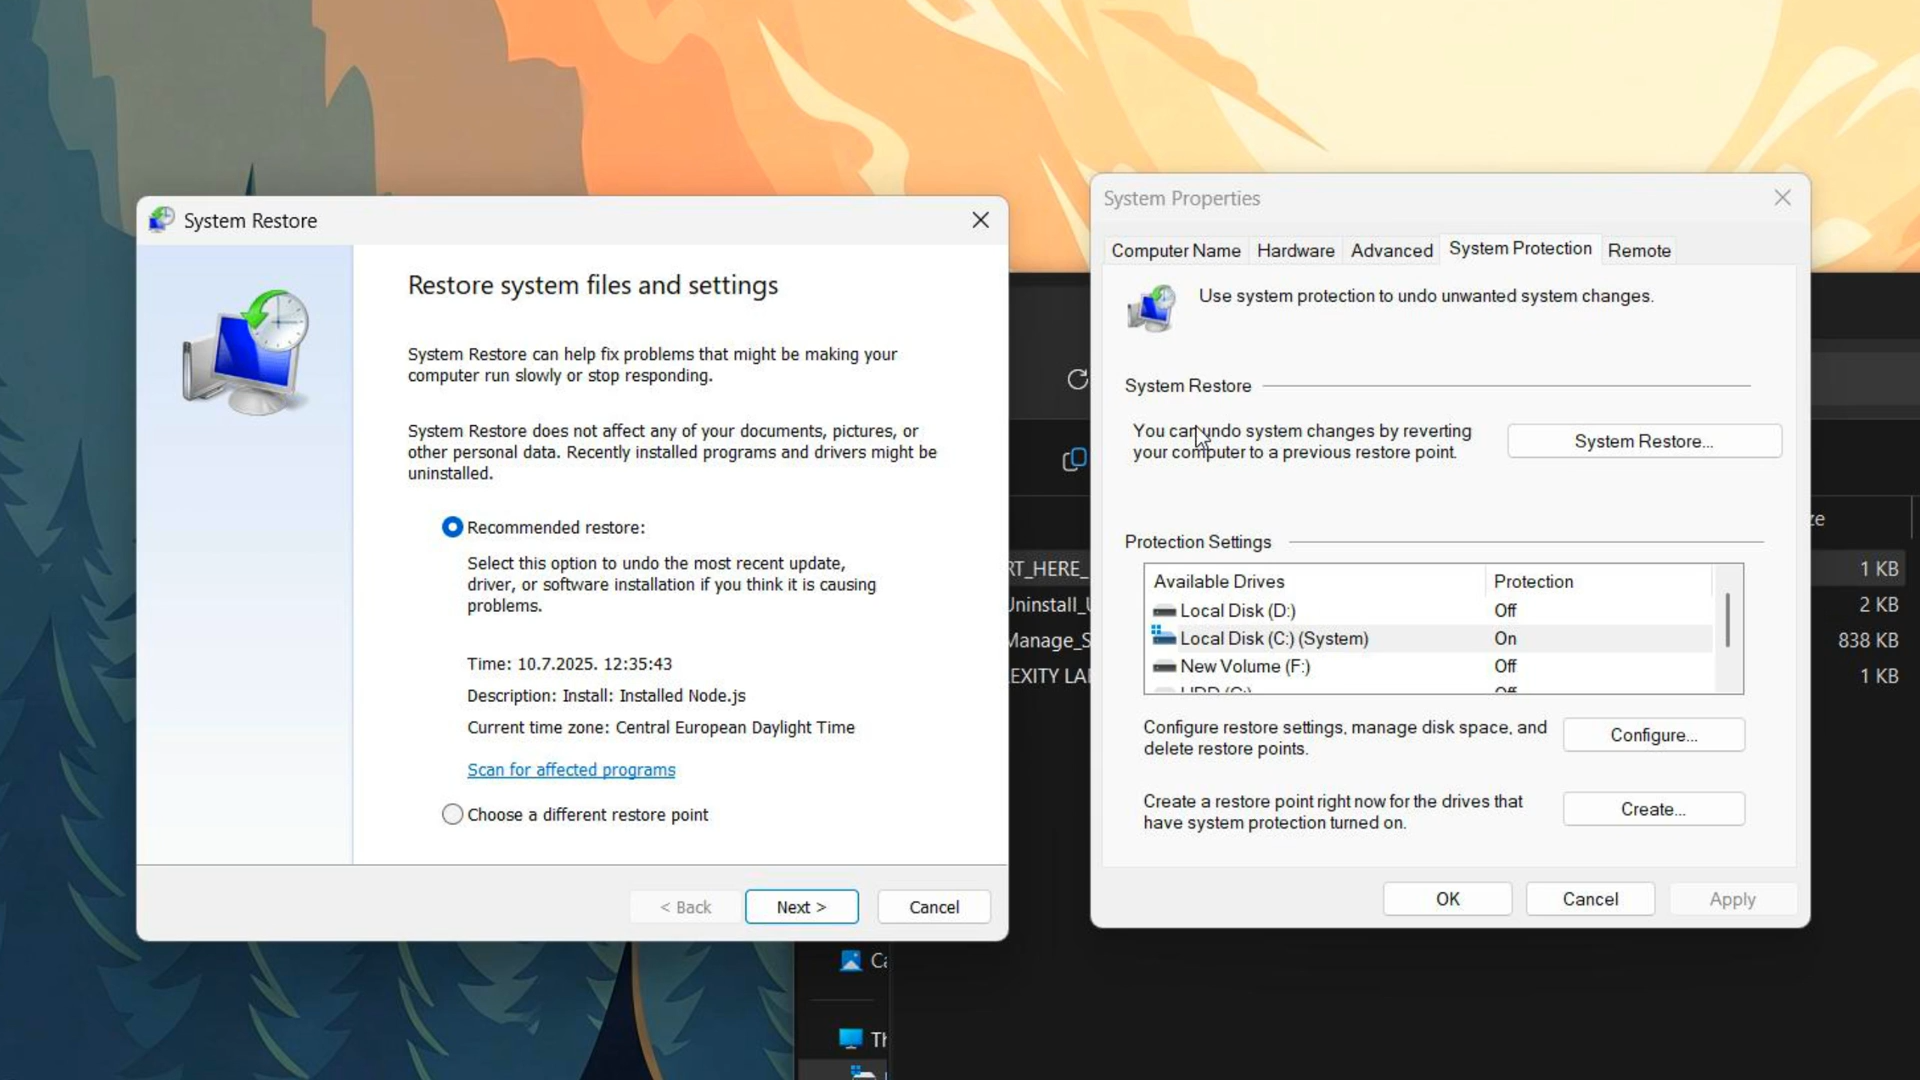 System Restore
Restore system files and settings
System Restore can help fix problems that might be making your
computer run slowly or stop responding.
System Restore does not affect any of your documents, pictures, or
other personal data. Recently installed programs and drivers might be
uninstalled.
Recommended restore:
Select this option to undo the most recent update,
driver, or software installation if you think it is causing
problems.
Time: 10.7.2025. 12:35:43
Description: Install: Installed Node.js
Current time zone: Central European Daylight Time
Scan for affected programs
Choose a different restore point
< Back
Next >
Cancel
System Properties
Computer Name
Hardware
Advanced
System Protection
Remote
Use system protection to undo unwanted system changes.
System Restore
You can undo system changes by reverting
your computer to a previous restore point.
System Restore...
Protection Settings
Available Drives Protection
Local Disk (D:) Off
Local Disk (C:) (System) On
New Volume (F:) Off
Configure restore settings, manage disk space, and
delete restore points.
Configure...
Create a restore point right now for the drives that
have system protection turned on.
Create...
OK
Cancel
Apply
RT_HERE_ 1 KB
Uninstall_ 2 KB
Manage_S 838 KB
EXITY LA 1 KB